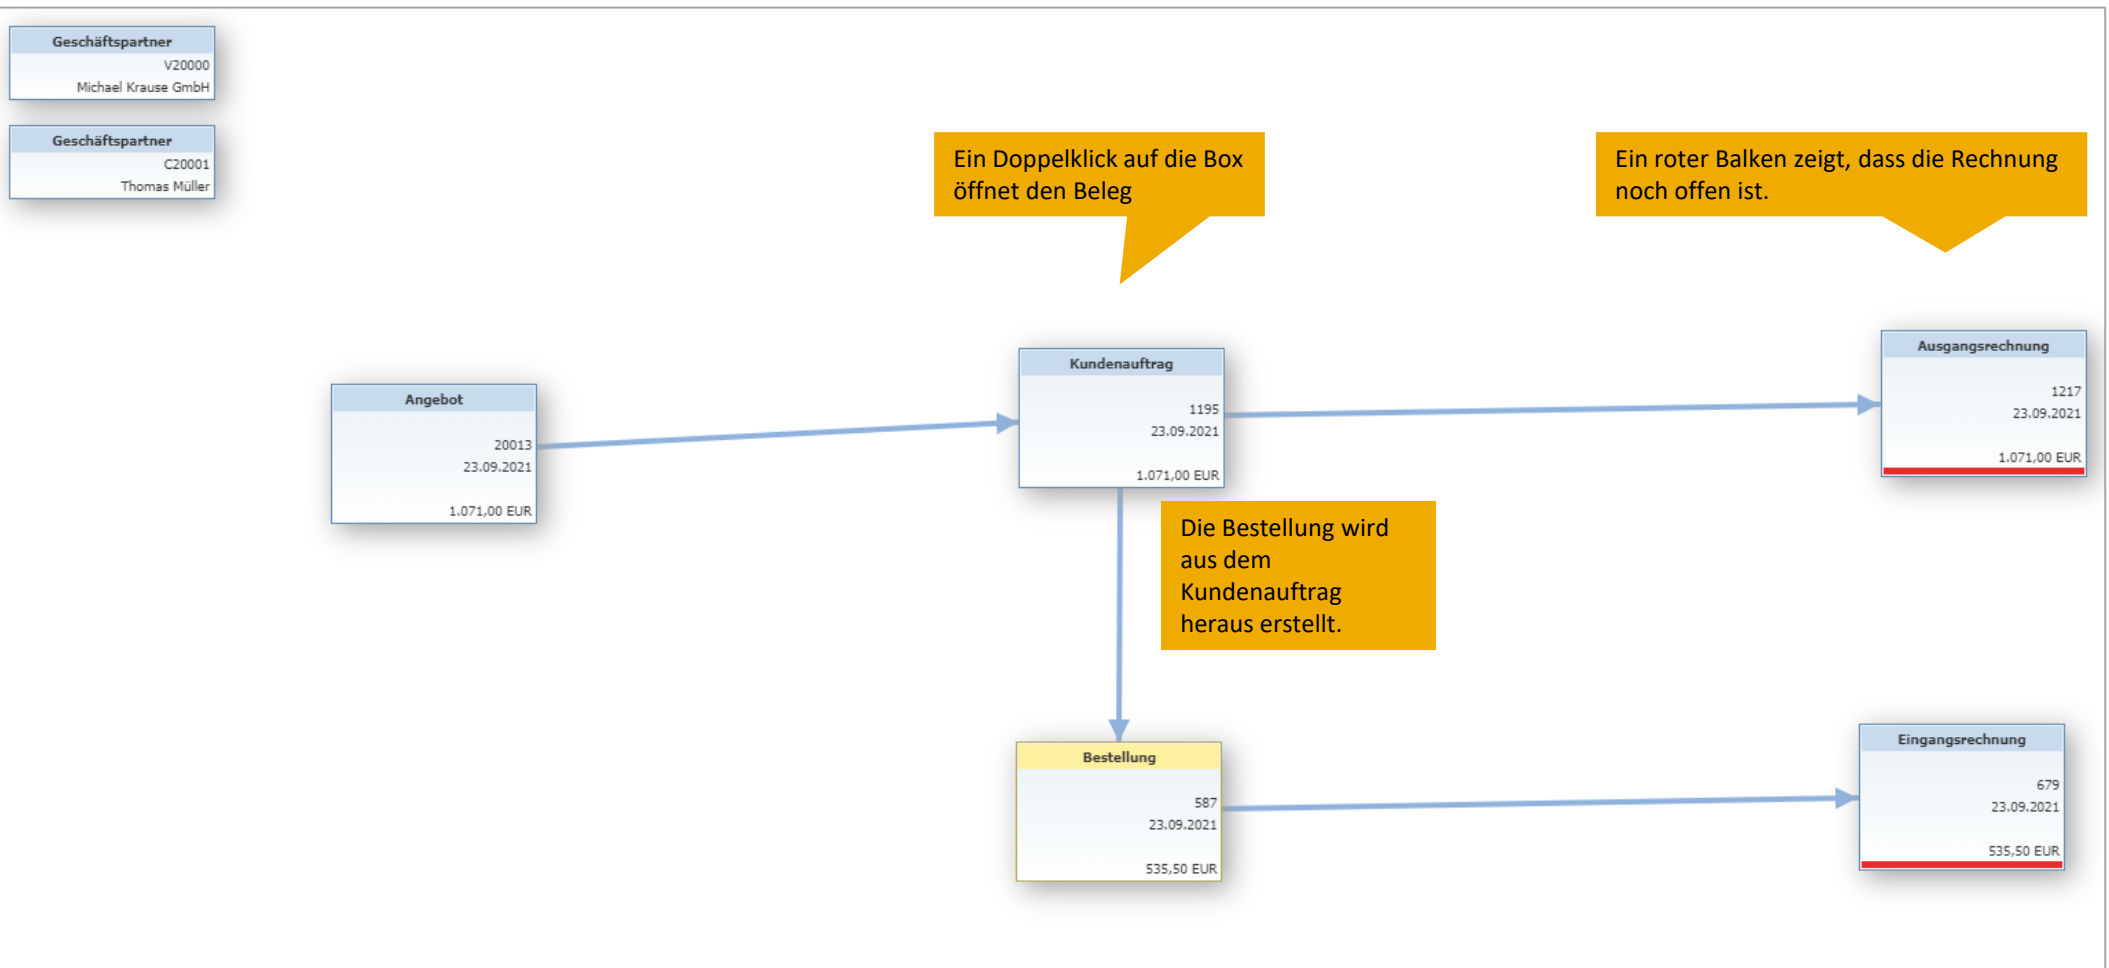 Geschäftspartner
V20000
Michael Krause GmbH
Geschäftspartner
C20001
Thomas Müller
Ein Doppelklick auf die Box
öffnet den Beleg
Ein roter Balken zeigt, dass die Rechnung
noch offen ist.
Angebot
20013
23.09.2021
1.071,00 EUR
Kundenauftrag
1195
23.09.2021
1.071,00 EUR
Ausgangsrechnung
1217
23.09.2021
1.071,00 EUR
Die Bestellung wird
aus dem
Kundenauftrag
heraus erstellt.
Bestellung
587
23.09.2021
535,50 EUR
Eingangsrechnung
679
23.09.2021
535,50 EUR